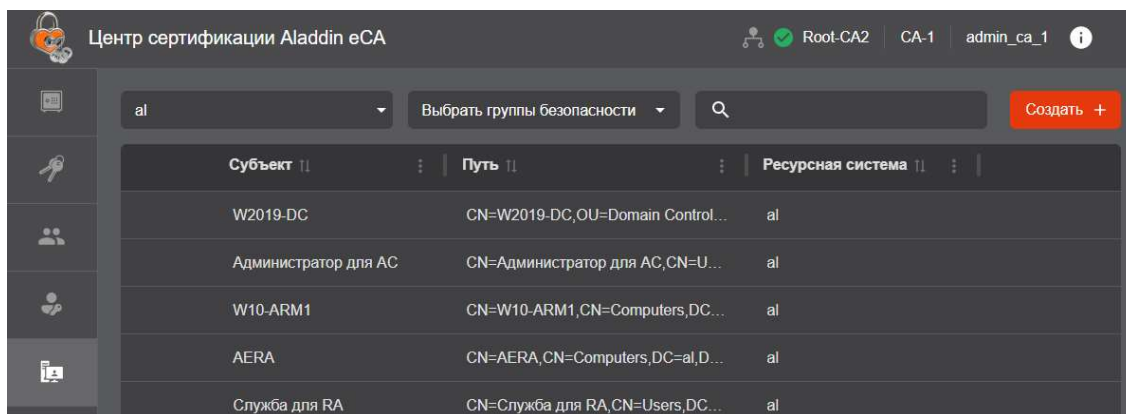 Центр сертификации Aladdin eCA Root-CA2 CA-1 admin_ca_1
al Выбрать группы безопасности Создать +
Субъект Путь Ресурсная система
W2019-DC CN=W2019-DC,OU=Domain Control... al
Администратор для АС CN=Администратор для АС,CN=U... al
W10-ARM1 CN=W10-ARM1,CN=Computers,DC... al
AERA CN=AERA,CN=Computers,DC=al,D... al
Служба для RA CN=Служба для RA,CN=Users,DC... al